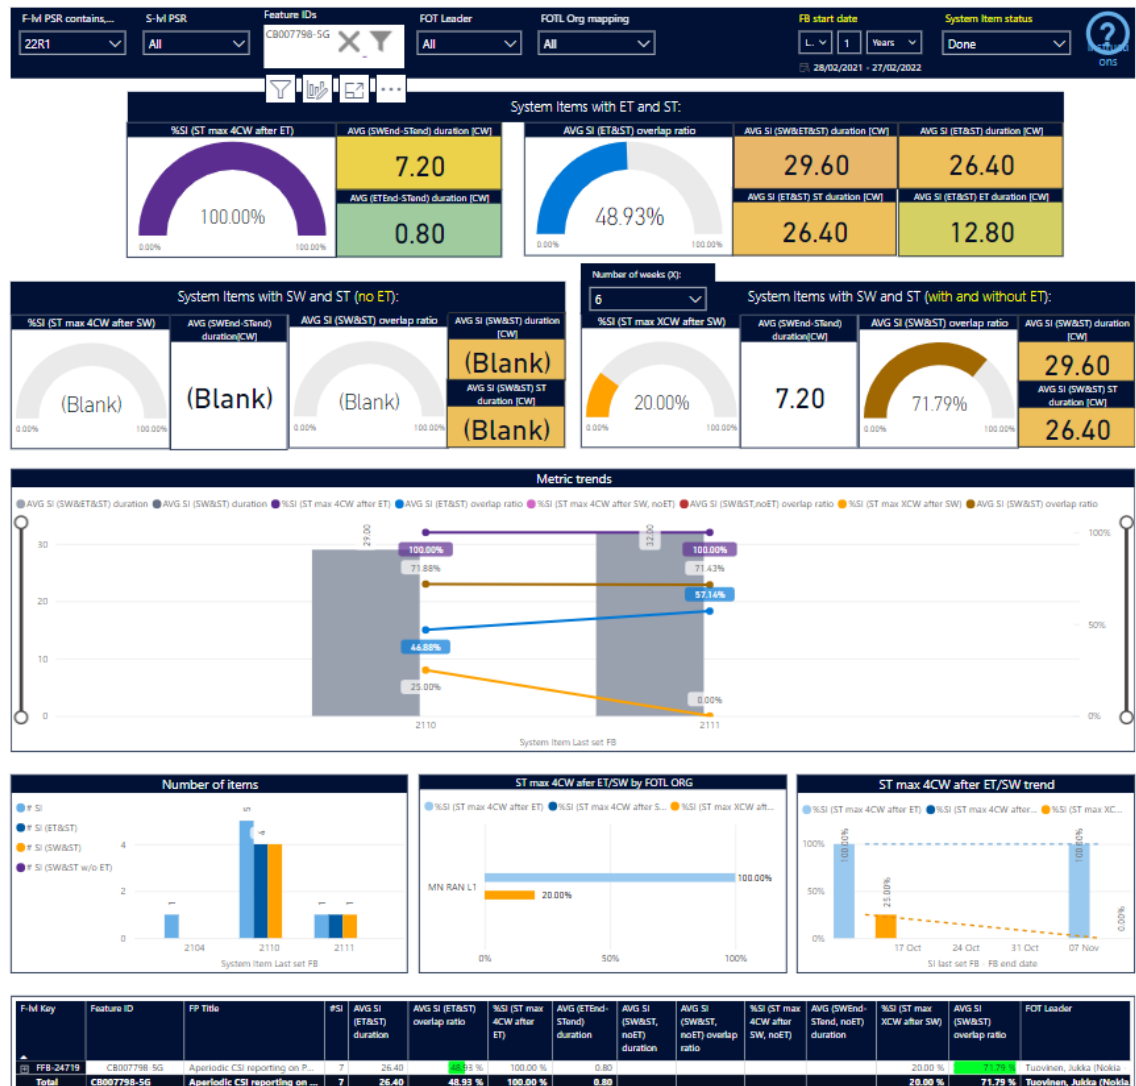 F-lvl PSR contains,... S-lvl PSR Feature IDs FOT Leader FOTL Org mapping FB start date System Item status
22R1 All CB007798-5G All All L.. 1 Years Done
28/02/2021 - 27/02/2022
Instructi
ons
System Items with ET and ST:
%SI (ST max 4CW after ET) AVG (SWEnd-STend) duration [CW] AVG SI (ET&ST) overlap ratio AVG SI (SW&ET&ST) duration [CW] AVG SI (ET&ST) duration [CW]
7.20 29.60 26.40
100.00% AVG (ETEnd-STend) duration [CW] 48.93% AVG SI (ET&ST) ST duration [CW] AVG SI (ET&ST) ET duration [CW]
0.80 26.40 12.80
0.00% 100.00% 0.00% 100.00%
Number of weeks (X):
6
System Items with SW and ST (no ET): System Items with SW and ST (with and without ET):
%SI (ST max 4CW after SW) AVG (SWEnd-STend) duration[CW] AVG SI (SW&ST) overlap ratio AVG SI (SW&ST) duration [CW] %SI (ST max XCW after SW) AVG (SWEnd-STend) duration[CW] AVG SI (SW&ST) overlap ratio AVG SI (SW&ST) duration [CW]
(Blank) 29.60
(Blank) (Blank) (Blank) AVG SI (SW&ST) ST duration [CW] 20.00% 7.20 71.79% AVG SI (SW&ST) ST duration [CW]
0.00% 100.00% 0.00% 100.00% (Blank) 0.00% 100.00% 0.00% 100.00% 26.40
Metric trends
AVG SI (SW&ET&ST) duration AVG SI (SW&ST) duration %SI (ST max 4CW after ET) AVG SI (ET&ST) overlap ratio %SI (ST max 4CW after SW, noET) AVG SI (SW&ST,noET) overlap ratio %SI (ST max XCW after SW) AVG SI (SW&ST) overlap ratio
30 29.00 32.00 100%
100.00% 100.00%
71.88% 71.43%
20 57.14%
50%
10 46.88%
25.00%
0.00%
0 0%
2110 2111
System Item Last set FB
Number of items
# SI
# SI (ET&ST)
# SI (SW&ST)
# SI (SW&ST w/o ET)
4
2
0
1 5 4 1 1
2104 2110 2111
System Item Last set FB
ST max 4CW afer ET/SW by FOTL ORG
%SI (ST max 4CW after ET) %SI (ST max 4CW after S... %SI (ST max XCW aft...
MN RAN L1 100.00%
20.00%
0% 50% 100%
ST max 4CW after ET/SW trend
%SI (ST max 4CW after ET) %SI (ST max 4CW after... %SI (ST max XC...
100% 100.00% 100.00%
50% 25.00%
0% 0.00%
17 Oct 24 Oct 31 Oct 07 Nov
SI last set FB - FB end date
F-lvl Key Feature ID FP Title #SI AVG SI (ET&ST) duration AVG SI (ET&ST) overlap ratio %SI (ST max 4CW after ET) AVG (ETEnd-STend) duration AVG SI (SW&ST, noET) duration AVG SI (SW&ST, noET) overlap ratio %SI (ST max 4CW after SW, noET) AVG (SWEnd-STend, noET) duration %SI (ST max XCW after SW) AVG SI (SW&ST) overlap ratio FOT Leader
FFB-24719 CB007798-5G Aperiodic CSI reporting on P... 7 26.40 48.93 % 100.00 % 0.80 20.00 % 71.79 % Tuovinen, Jukka (Nokia
Total CB007798-5G Aperiodic CSI reporting on ... 7 26.40 48.93 % 100.00 % 0.80 20.00 % 71.79 % Tuovinen, Jukka (Nokia